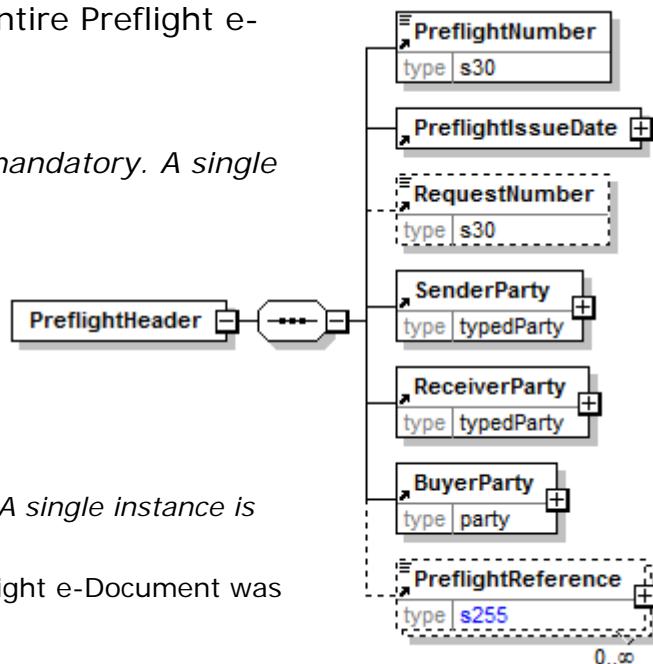 ntire Preflight e-
mandatory. A single
A single instance is
ight e-Document was
PreflightHeader
PreflightNumber
type s30
PreflightIssueDate
RequestNumber
type s30
SenderParty
type typedParty
ReceiverParty
type typedParty
BuyerParty
type party
PreflightReference
type s255
0..∞